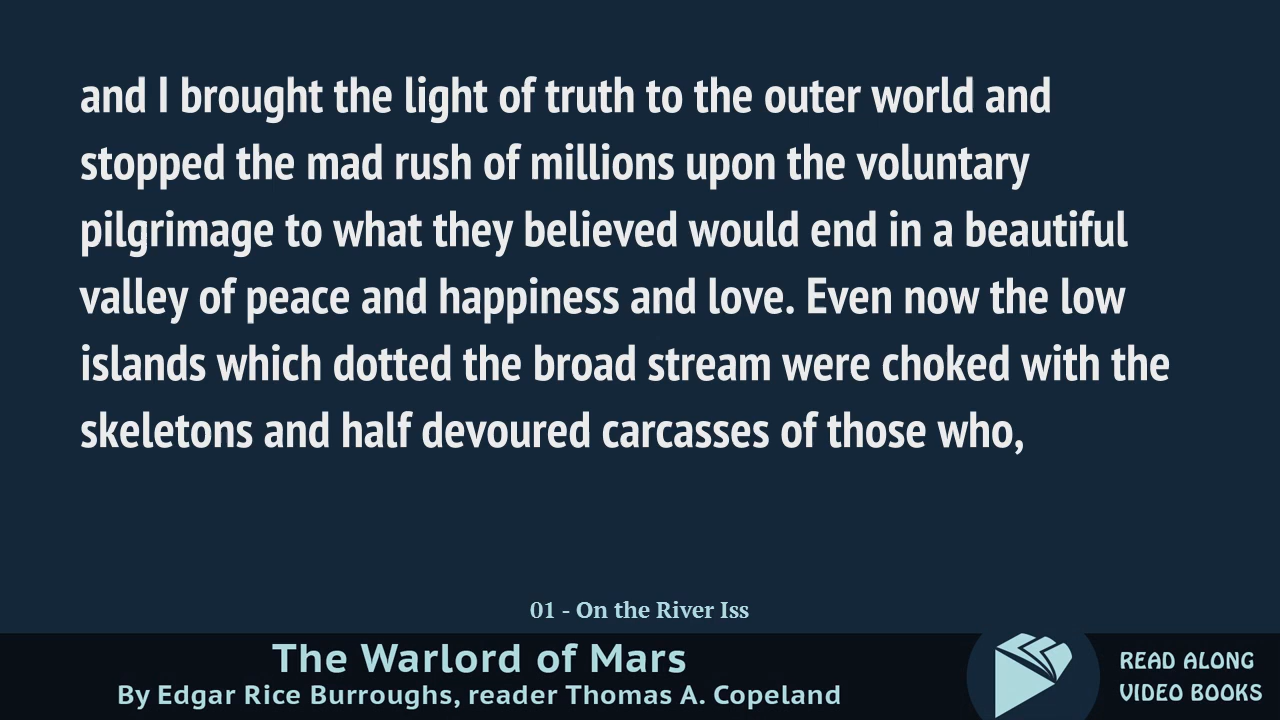 and I brought the light of truth to the outer world and
stopped the mad rush of millions upon the voluntary
pilgrimage to what they believed would end in a beautiful
valley of peace and happiness and love. Even now the low
islands which dotted the broad stream were choked with the
skeletons and half devoured carcasses of those who,
01 - On the River Iss
The Warlord of Mars
By Edgar Rice Burroughs, reader Thomas A. Copeland
READ ALONG
VIDEO BOOKS